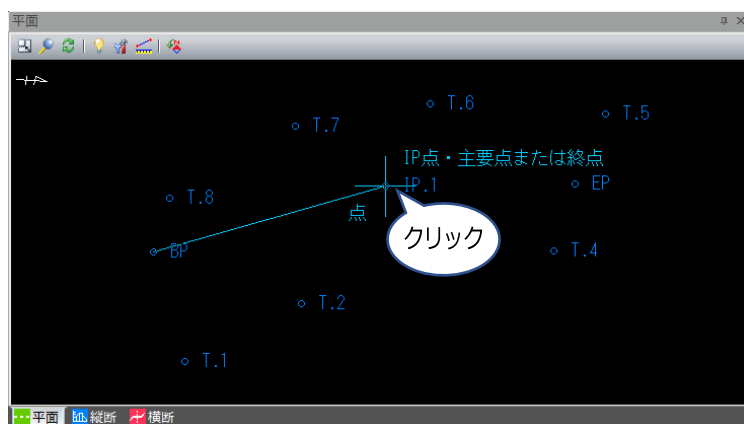 平面
T.6
T.5
T.7
IP点・主要点または終点
IP.1
EP
T.8
点
クリック
BP
T.4
T.2
T.1
平面 縦断 横断